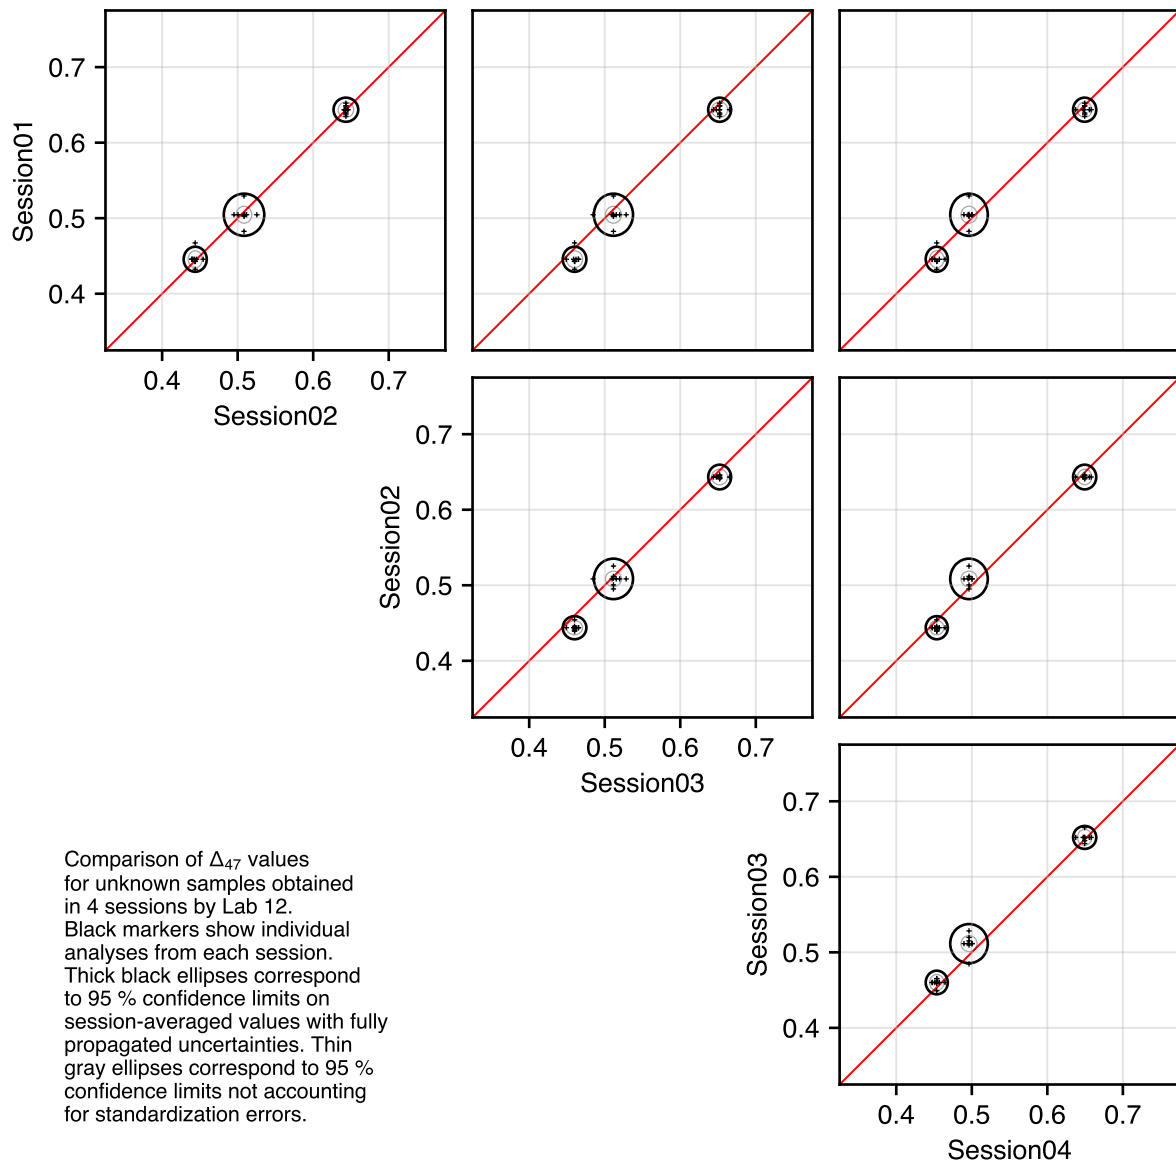 0.7
0.6
0.5
0.4
Session01
0.4 0.5 0.6 0.7
Session02
0.7
0.6
0.5
0.4
Session02
0.4 0.5 0.6 0.7
Session03
0.7
0.6
0.5
0.4
Session03
0.4 0.5 0.6 0.7
Session04
Comparison of Δ47 values
for unknown samples obtained
in 4 sessions by Lab 12.
Black markers show individual
analyses from each session.
Thick black ellipses correspond
to 95 % confidence limits on
session-averaged values with fully
propagated uncertainties. Thin
gray ellipses correspond to 95 %
confidence limits not accounting
for standardization errors.